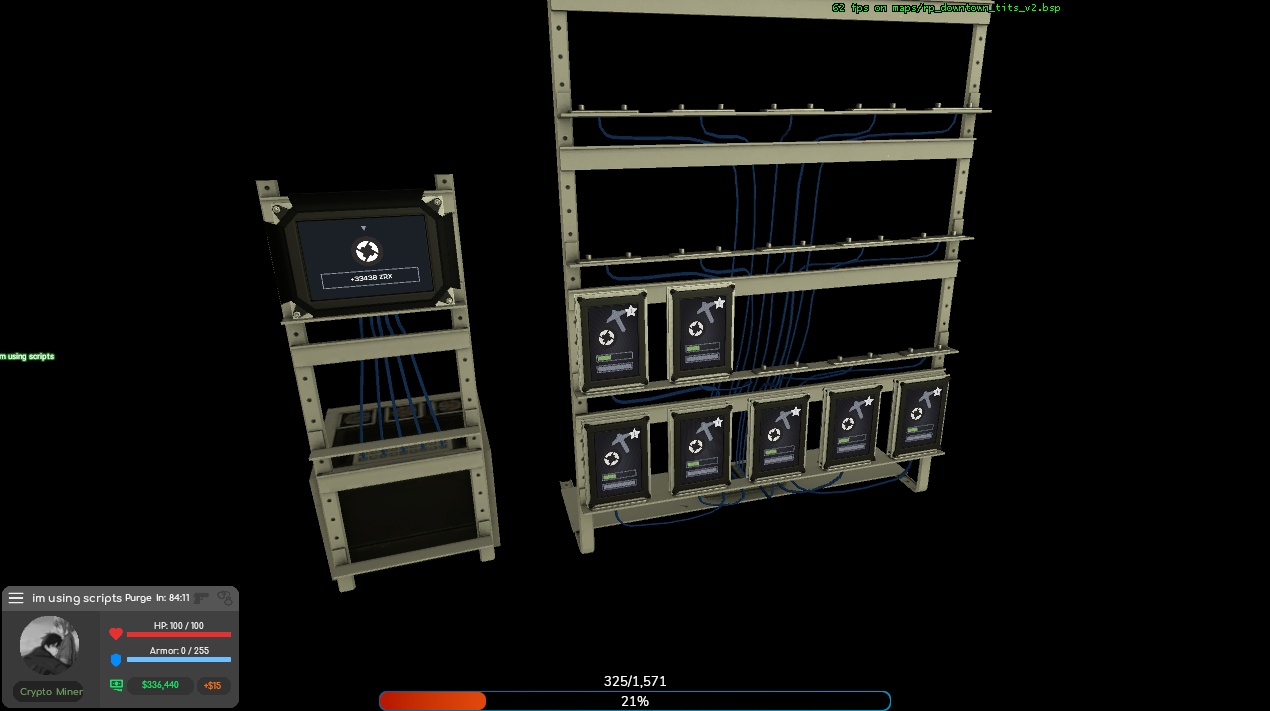 62 fps on maps/rp_downtown_tits_v2.bsp
+33438 ZRX
m using scripts
im using scripts
Purge In: 84:11
HP: 100 / 100
Armor: 0 / 255
$336,440
+$15
Crypto Miner
325/1,571
21%